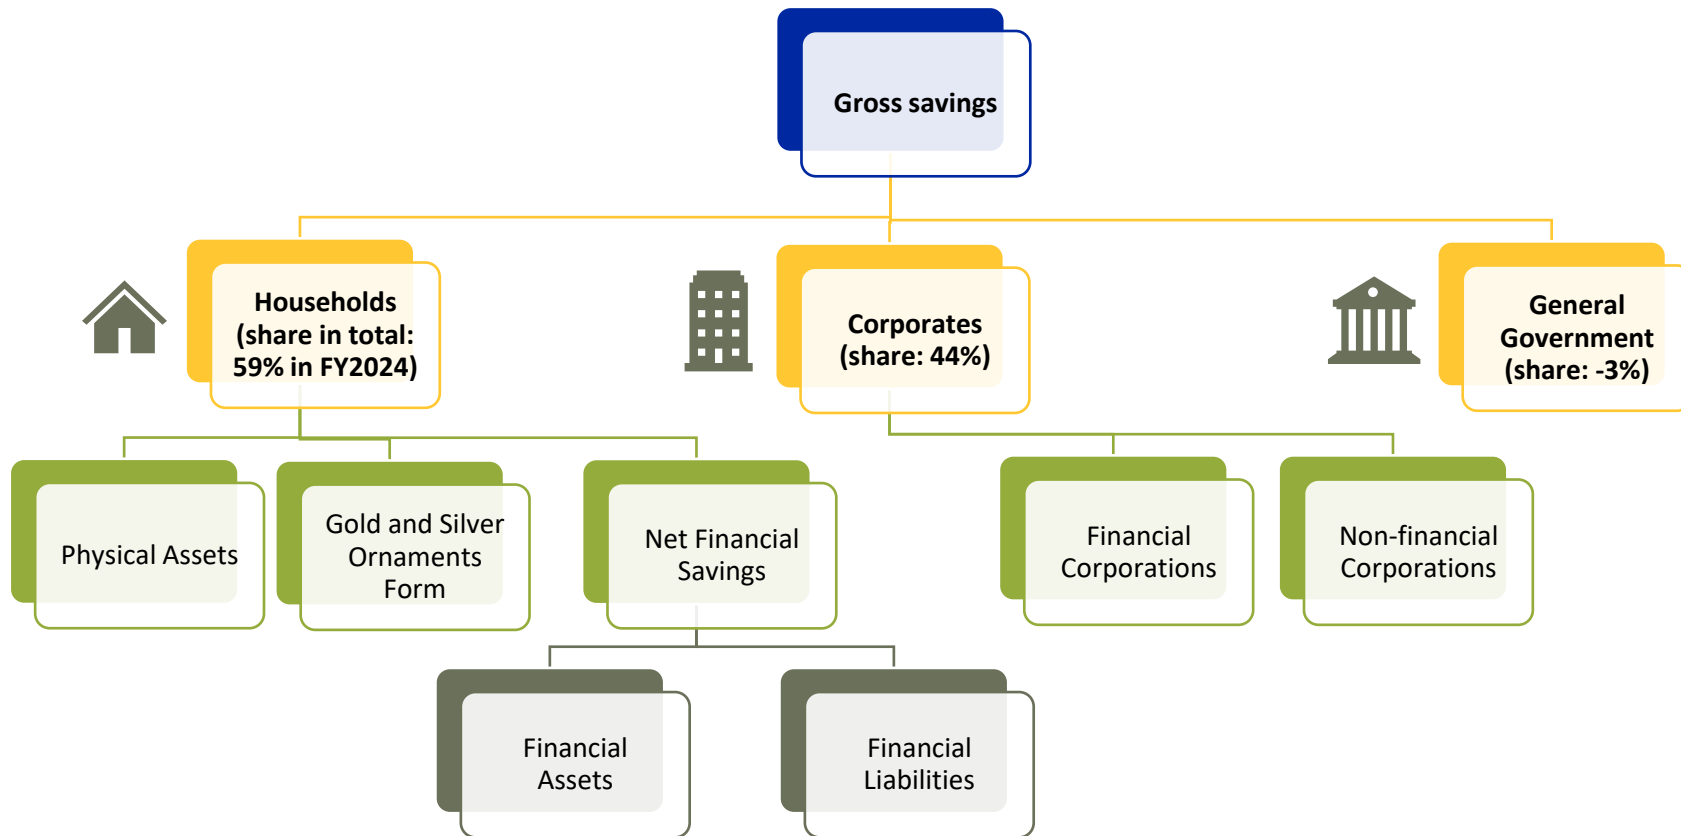 Gross savings
Households
(share in total:
59% in FY2024)
Corporates
(share: 44%)
General
Government
(share: -3%)
Physical Assets
Gold and Silver
Ornaments
Form
Net Financial
Savings
Financial
Corporations
Non-financial
Corporations
Financial
Assets
Financial
Liabilities